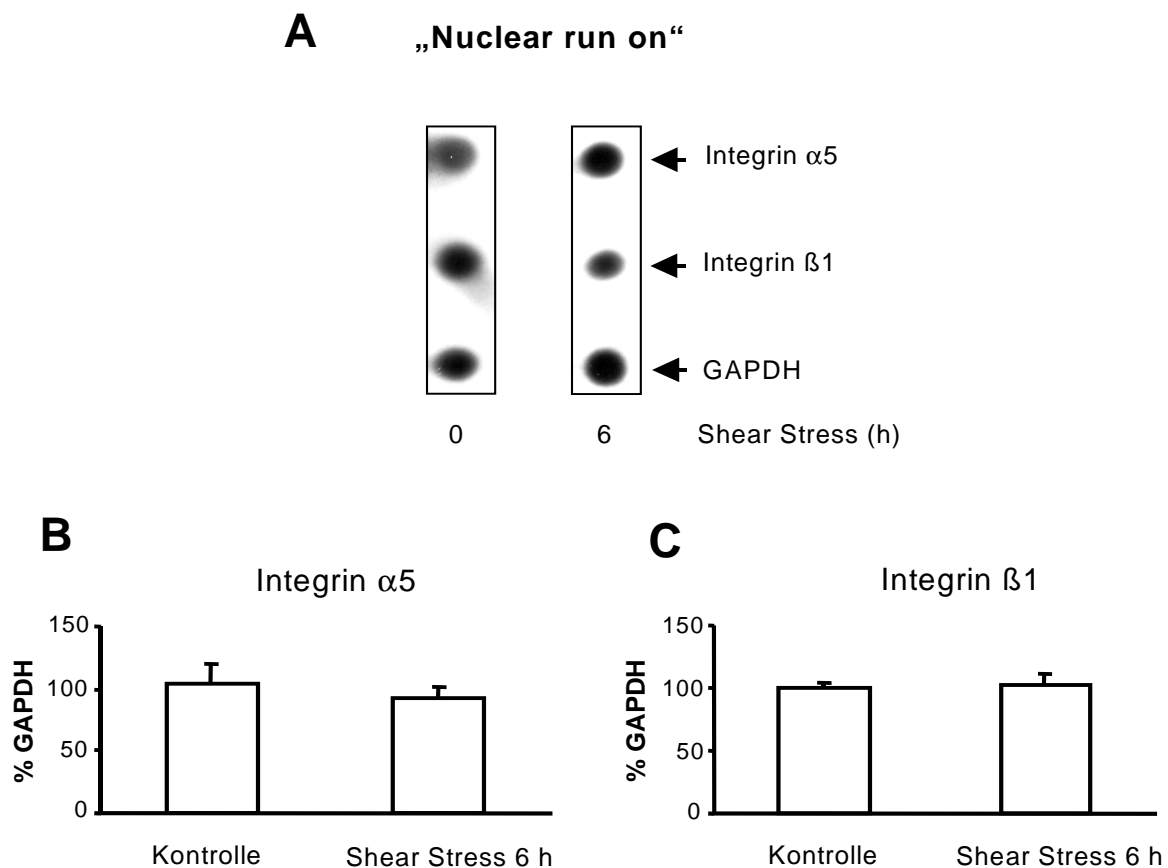 A
„Nuclear run on“
Integrin α5
Integrin ß1
GAPDH
0 6 Shear Stress (h)
B
Integrin α5
150
100
50
0
% GAPDH
Kontrolle Shear Stress 6 h
C
Integrin ß1
150
100
50
0
% GAPDH
Kontrolle Shear Stress 6 h